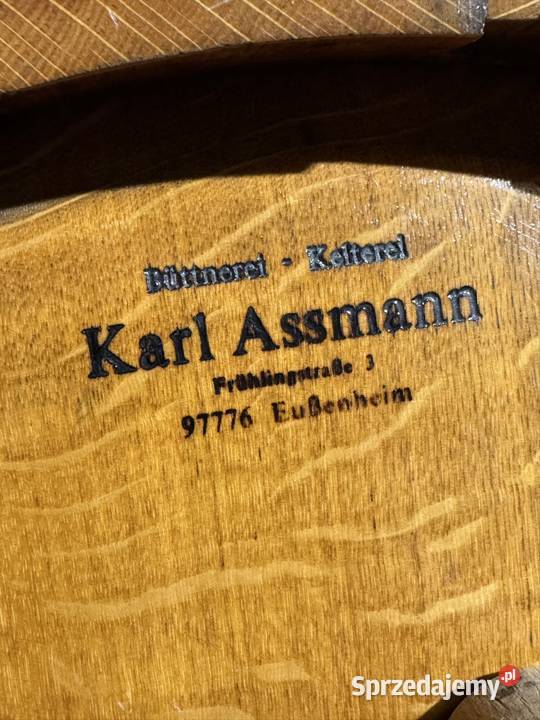 Büttnerei - Kelterei
Karl Assmann
Frühlingstraße 3
97776 Eußenheim
Sprzedajemy.pl